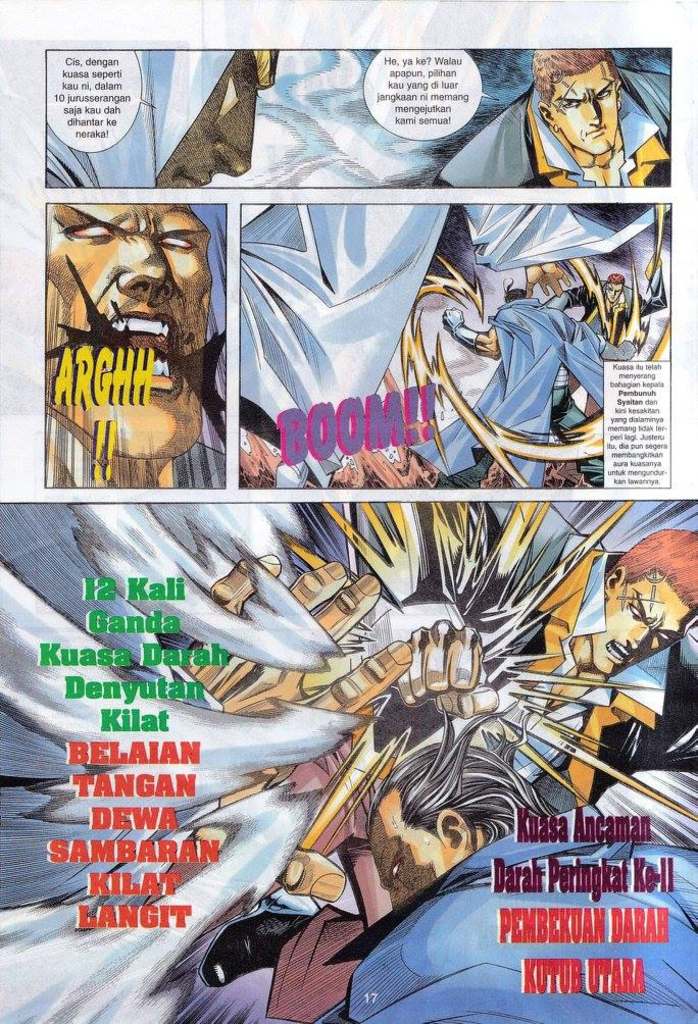 Cis, dengan
kuasa seperti
kau ni, dalam
10 jurusserangan
saja kau dah
dihantar ke
neraka!
He, ya ke? Walau
apapun, pilihan
kau yang di luar
jangkaan ni memang
mengejutkan
kami semua!
ARGHH
!!
BOOM!!
Kuasa itu telah
menyerang
bahagian kepala
Pembunuh
Syaitan dan
kini kesakitan
yang dialaminya
memang tidak ter-
peri lagi. Justeru
itu, dia pun segera
membangkitkan
aura kuasanya
untuk mengundur-
kan lawannya.
12 Kali
Ganda
Kuasa Darah
Denyutan
Kilat
BELAIAN
TANGAN
DEWA
SAMBARAN
KILAT
LANGIT
Kuasa Ancaman
Darah Peringkat Ke-11
PEMBEKUAN DARAH
KUTUB UTARA
17